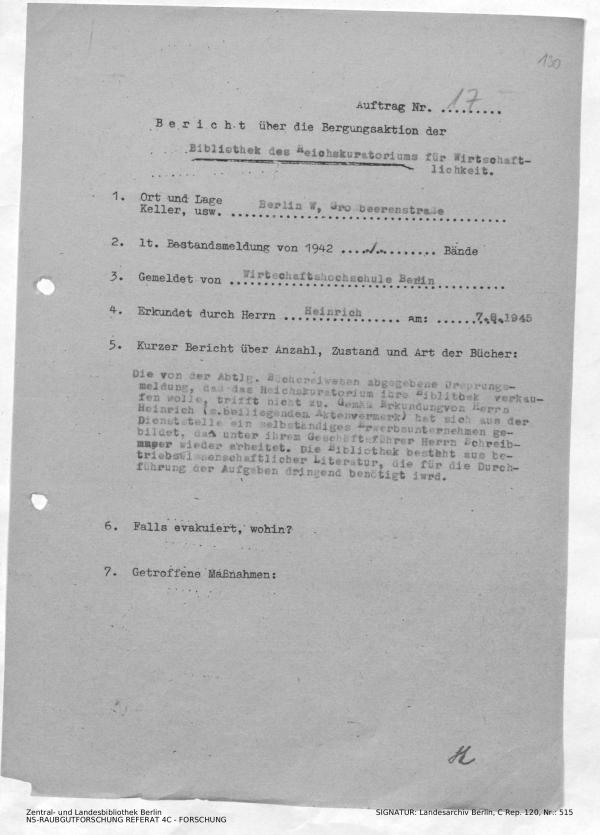 130
Auftrag Nr. 17
Bericht über die Bergungsaktion der
Bibliothek des Reichskuratoriums für Wirtschaft-
lichkeit.
1. Ort und Lage
Keller, usw. Berlin W, Großbeerenstraße
2. lt. Bestandsmeldung von 1942 ..../......... Bände
3. Gemeldet von Wirtschaftshochschule Berlin
4. Erkundet durch Herrn ...Heinrich...... am: ......7.8.1945
5. Kurzer Bericht über Anzahl, Zustand und Art der Bücher:
Die von der Abtlg. Büchereiwesen abgegebene Ursprungs-
meldung, daß das Reichskuratorium ihre Biblithek verkau-
fen wolle, trifft nicht zu. Gemäß Erkundungvon Herrn
Heinrich (s.beiliegenden Aktenvermerk) hat sich aus der
Dienststelle ein selbständiges Erwerbsunternehmen ge-
bildet, das unter ihrem Geschäftsführer Herrn Schreib-
mayer wieder arbeitet. Die Bibliothek besteht aus be-
triebswissenschaftlicher Literatur, die für die Durch-
führung der Aufgaben dringend benötigt iwrd.
6. Falls evakuiert, wohin?
7. Getroffene Maßnahmen:
Zentral- und Landesbibliothek Berlin
NS-RAUBGUTFORSCHUNG REFERAT 4C - FORSCHUNG
SIGNATUR: Landesarchiv Berlin, C Rep. 120, Nr.: 515